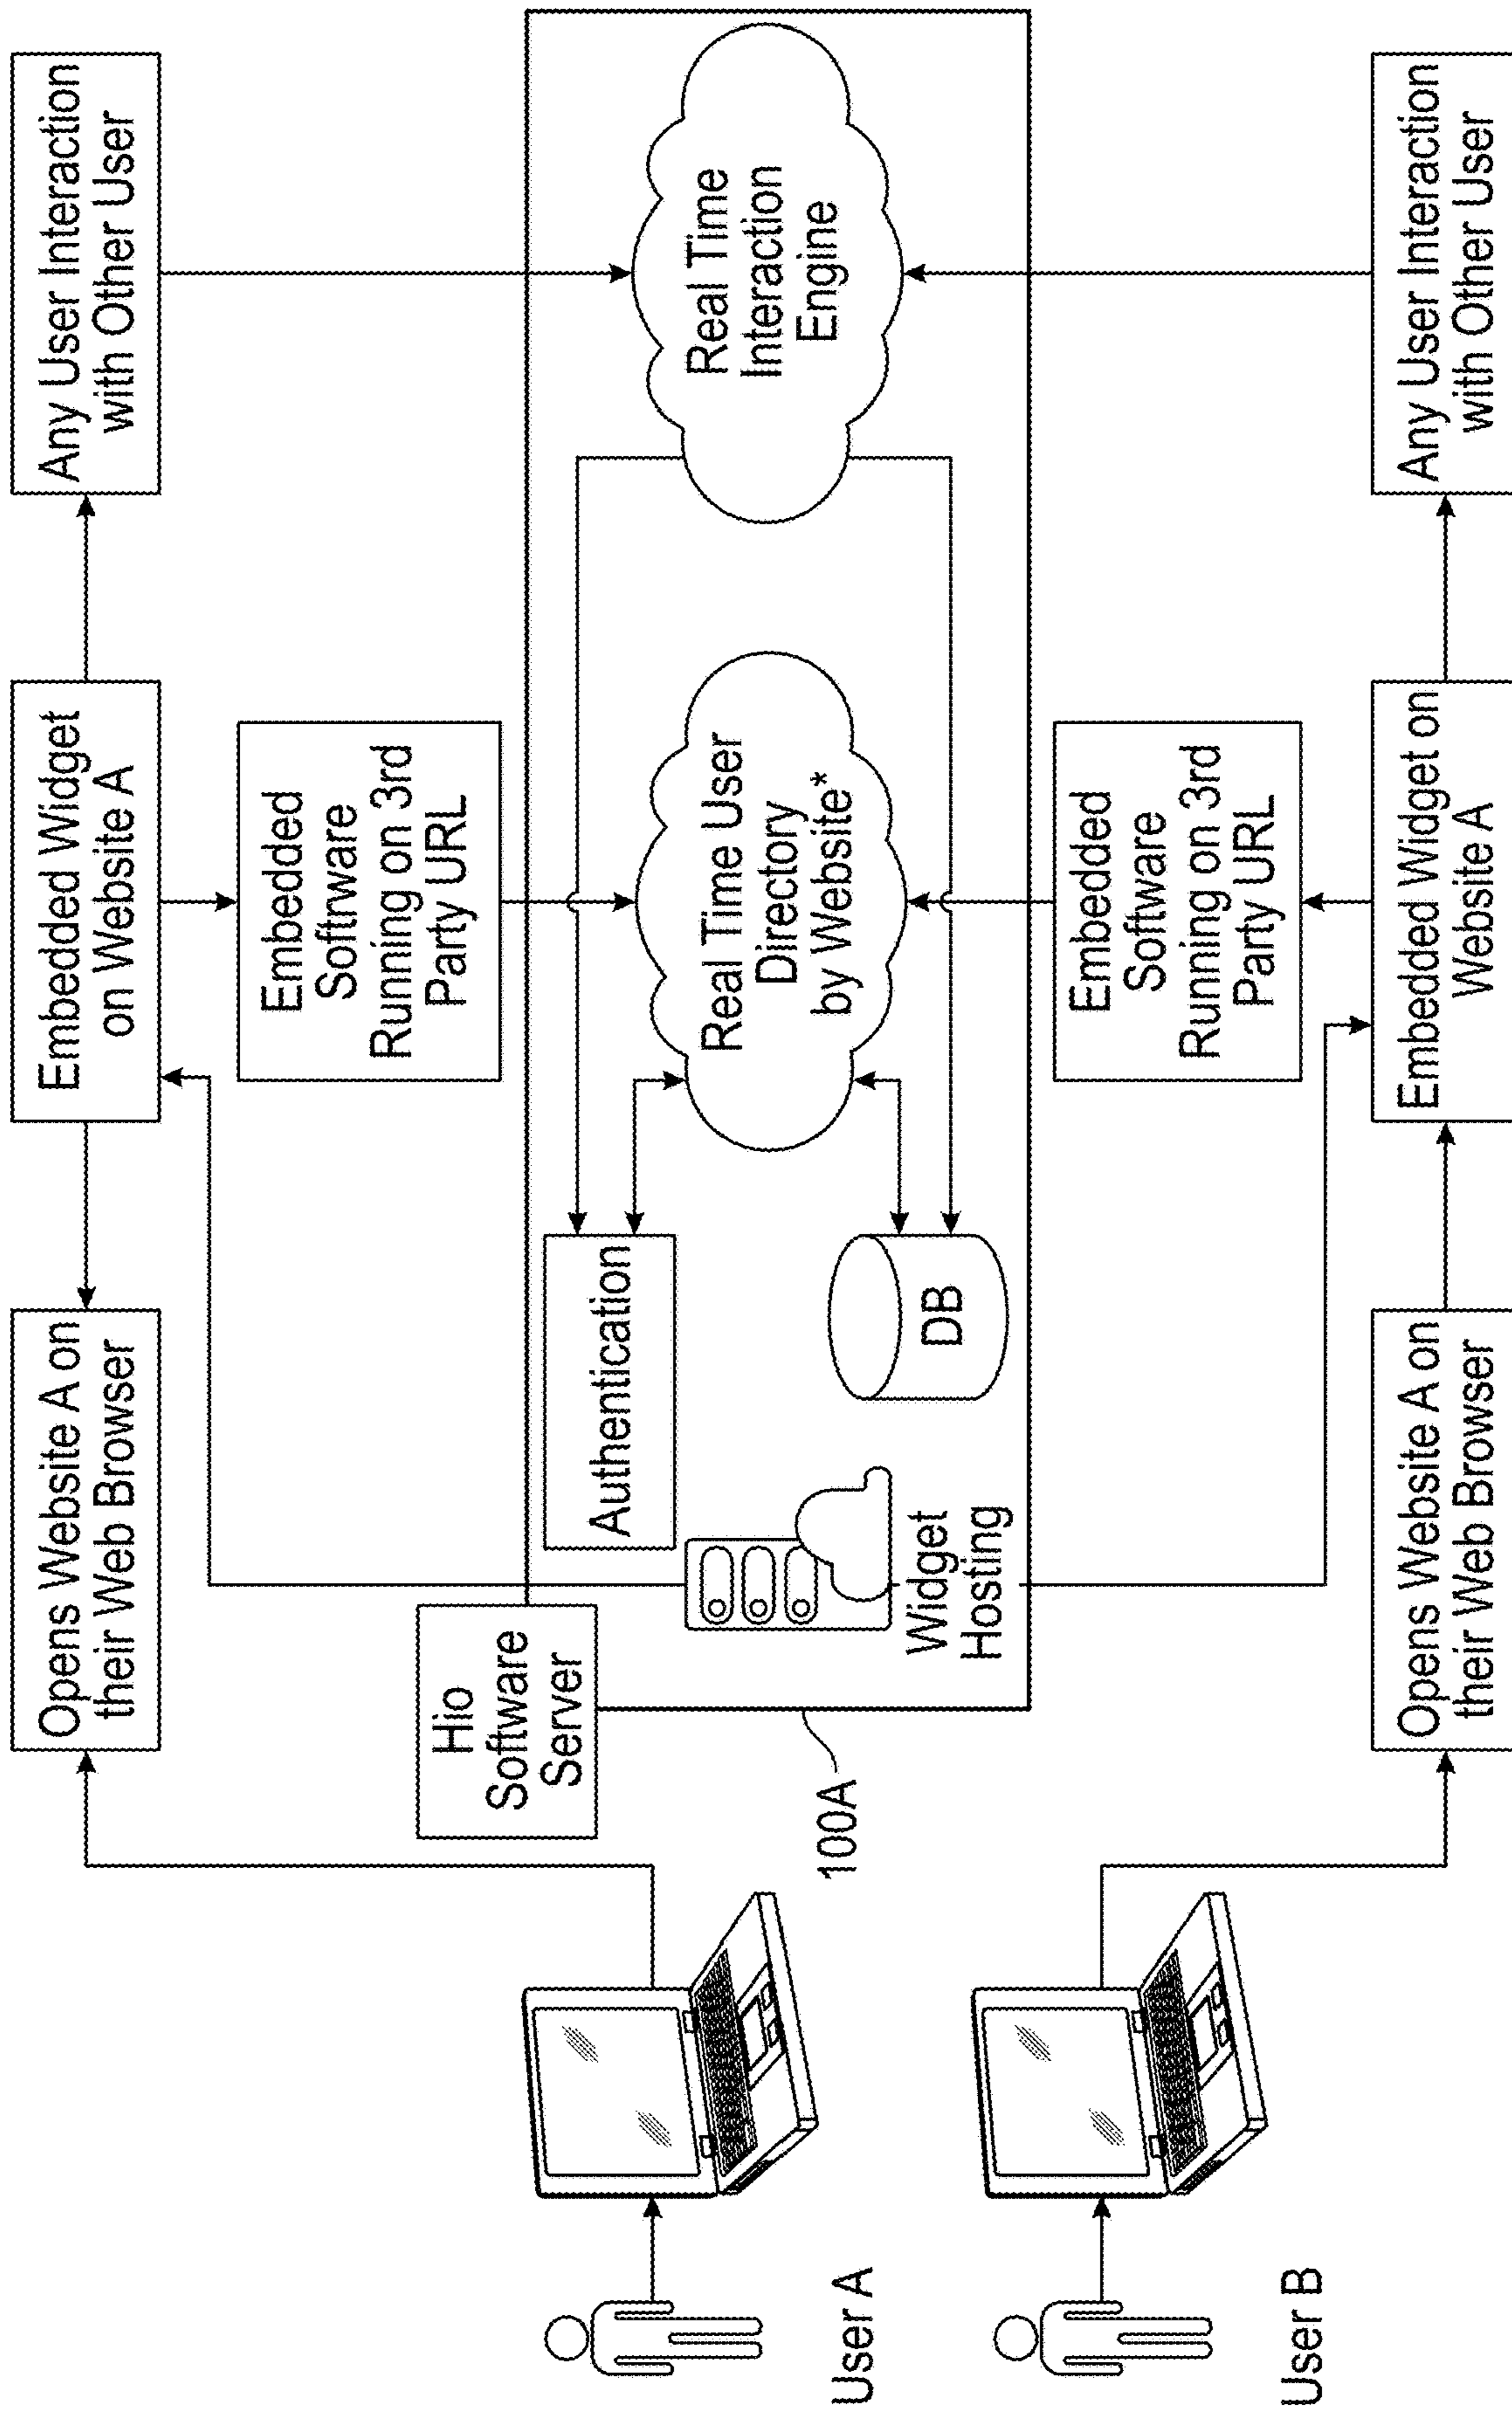 Opens Website A on
their Web Browser
Embedded Widget
on Website A
Any User Interaction
with Other User
Embedded
Softrware
Running on 3rd
Party URL
Hio
Software
Server
Authentication
Real Time User
Directory
by Website*
Real Time
Interaction
Engine
DB
Widget
Hosting
100A
User A
User B
Embedded
Software
Running on 3rd
Party URL
Opens Website A on
their Web Browser
Embedded Widget on
Website A
Any User Interaction
with Other User